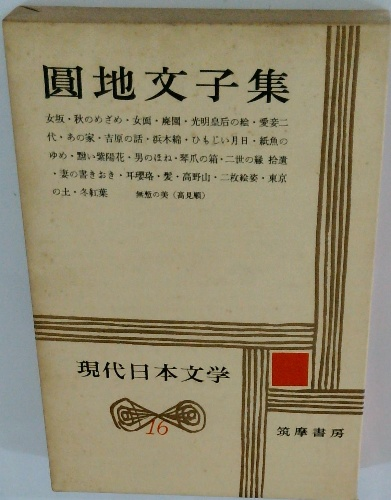 圓地文子集
女坂・秋のめざめ・女面・廃園・光明皇后の絵・愛妾二
代・あの家・吉原の話・浜木綿・ひもじい月日・紙魚の
ゆめ・黝い紫陽花・男のほね・琴爪の箱・二世の縁 拾遺
・妻の書きおき・耳瓔珞・髪・高野山・二枚絵姿・東京
の土・冬紅葉　　無慙の美（高見順）
現代日本文学
16
筑摩書房